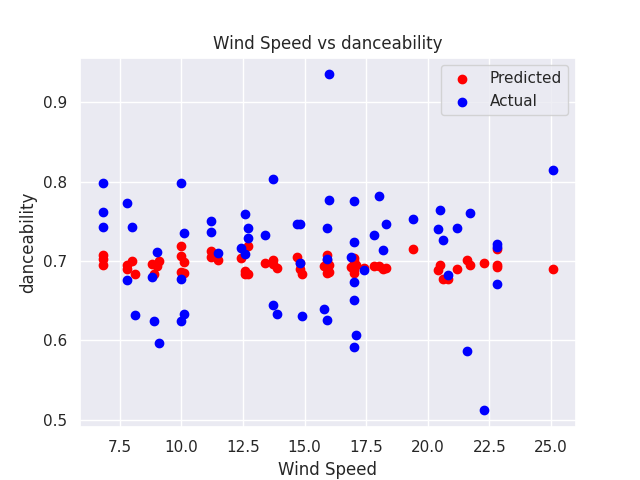 Wind Speed vs danceability
Predicted
Actual
0.9
0.8
0.7
0.6
0.5
danceability
7.5 10.0 12.5 15.0 17.5 20.0 22.5 25.0
Wind Speed